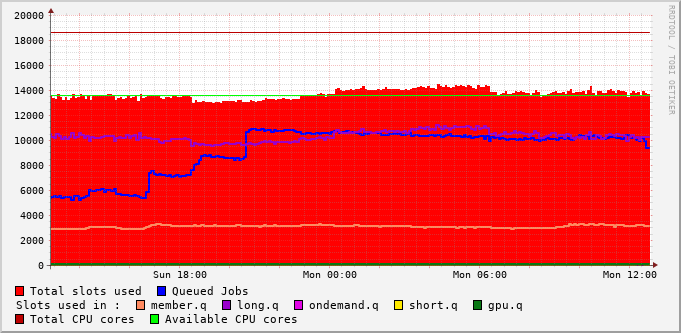 20000
18000
16000
14000
12000
10000
8000
6000
4000
2000
0
Sun 18:00 Mon 00:00 Mon 06:00 Mon 12:00
Total slots used Queued Jobs
Slots used in : member.q long.q ondemand.q short.q gpu.q
Total CPU cores Available CPU cores
RRDTOOL / TOBI OETIKER